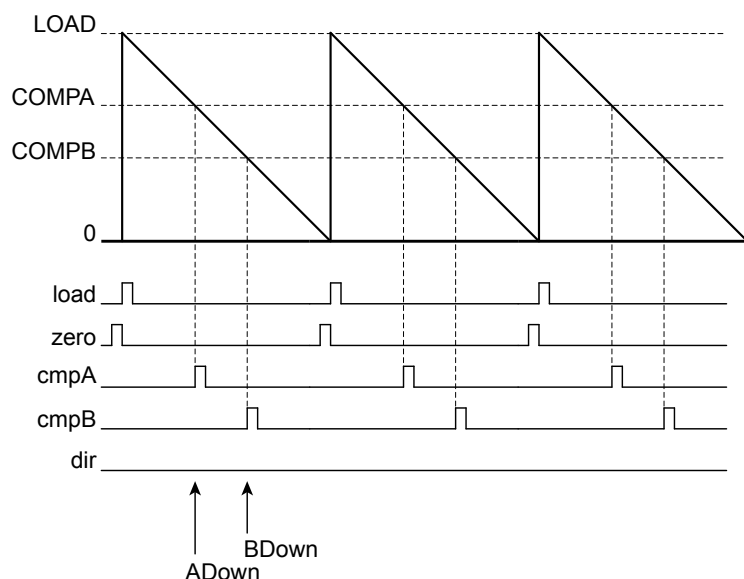 LOAD
COMPA
COMPB
0
load
zero
cmpA
cmpB
dir
BDown
ADown